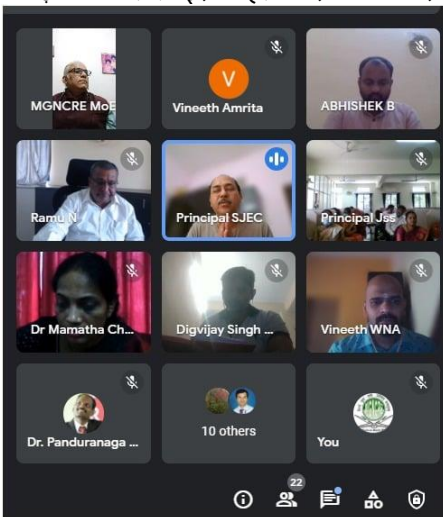 MGNCRE MoE
V
Vineeth Amrita
ABHISHEK B
Ramu N
Principal SJEC
Principal Jss
Dr Mamatha Ch...
Digvijay Singh ...
Vineeth WNA
Dr. Panduranaga ...
10 others
You
22